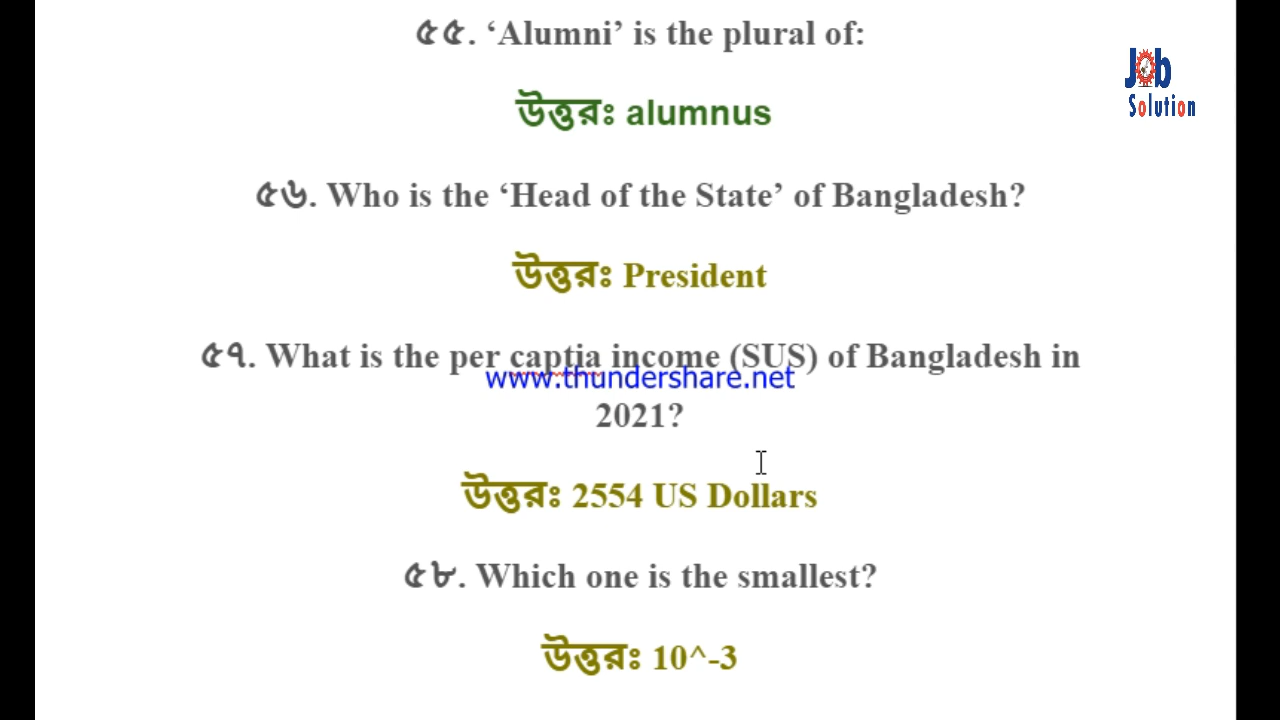 ৫৫. ‘Alumni’ is the plural of:
Job
Solution
উত্তরঃ alumnus
৫৬. Who is the ‘Head of the State’ of Bangladesh?
উত্তরঃ President
৫৭. What is the per captia income (SUS) of Bangladesh in
www.thundershare.net
2021?
উত্তরঃ 2554 US Dollars
৫৮. Which one is the smallest?
উত্তরঃ 10^-3